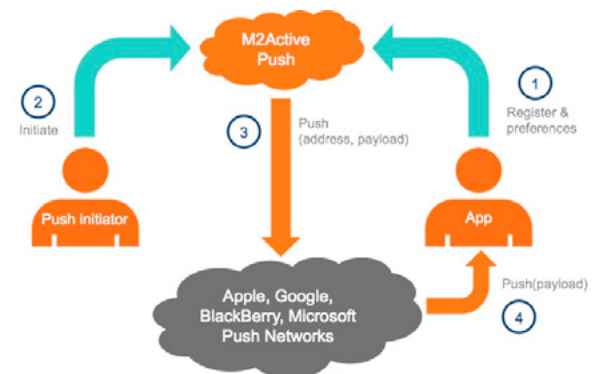 M2Active
Push
1
Register &
preferences
2
Initiate
3
Push
(address, payload)
Push initiator
App
Apple, Google,
BlackBerry, Microsoft
Push Networks
Push(payload)
4